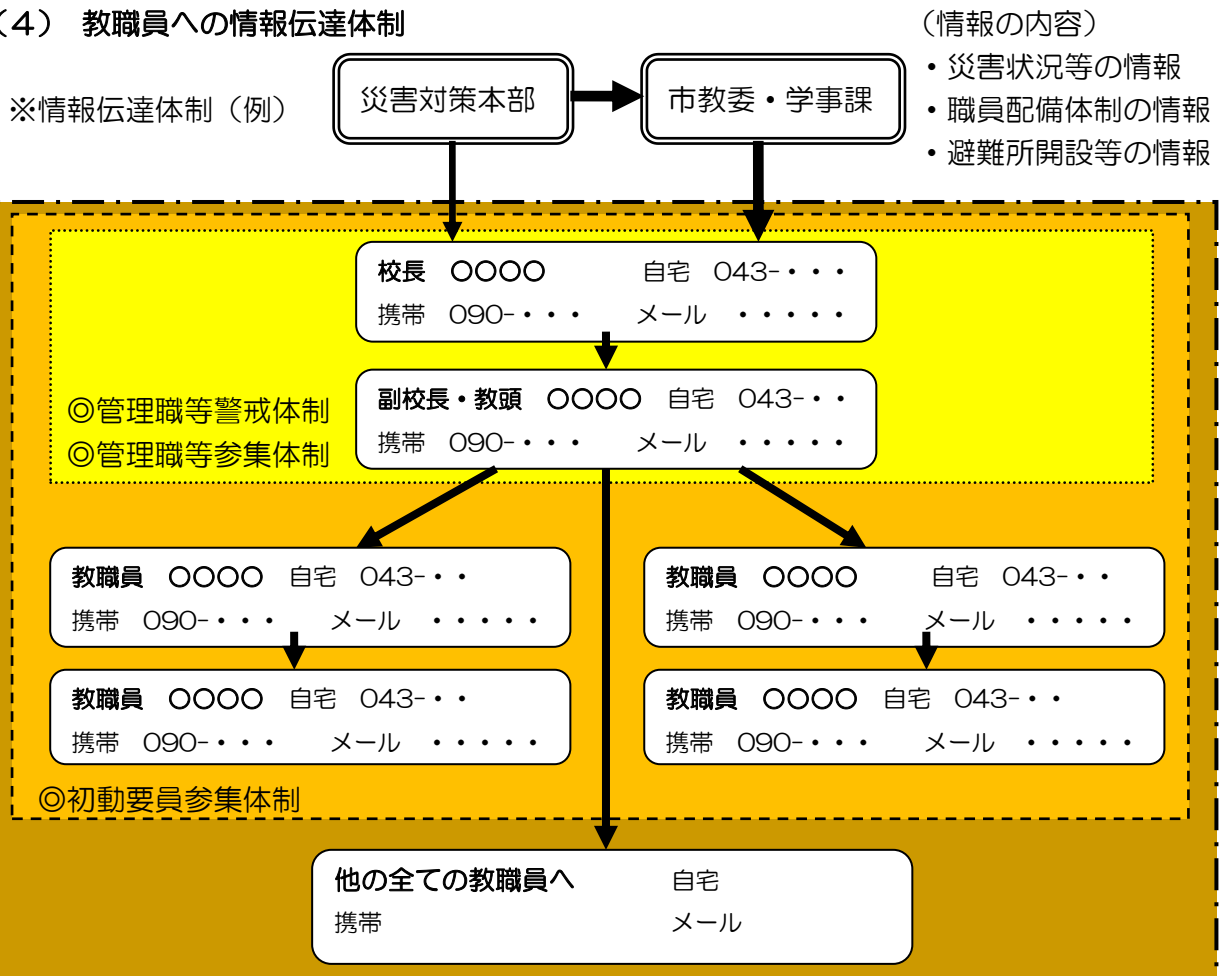 (4) 教職員への情報伝達体制
(情報の内容)
・災害状況等の情報
・職員配備体制の情報
・避難所開設等の情報
※情報伝達体制(例)
災害対策本部
市教委・学事課
校長 〇〇〇〇 自宅 043-・・・
携帯 090-・・・ メール ・・・・・
副校長・教頭 〇〇〇〇 自宅 043-・・
携帯 090-・・・ メール ・・・・・
◎管理職等警戒体制
◎管理職等参集体制
教職員 〇〇〇〇 自宅 043-・・
携帯 090-・・・ メール ・・・・・
教職員 〇〇〇〇 自宅 043-・・
携帯 090-・・・ メール ・・・・・
教職員 〇〇〇〇 自宅 043-・・
携帯 090-・・・ メール ・・・・・
教職員 〇〇〇〇 自宅 043-・・
携帯 090-・・・ メール ・・・・・
◎初動要員参集体制
他の全ての教職員へ 自宅
携帯 メール